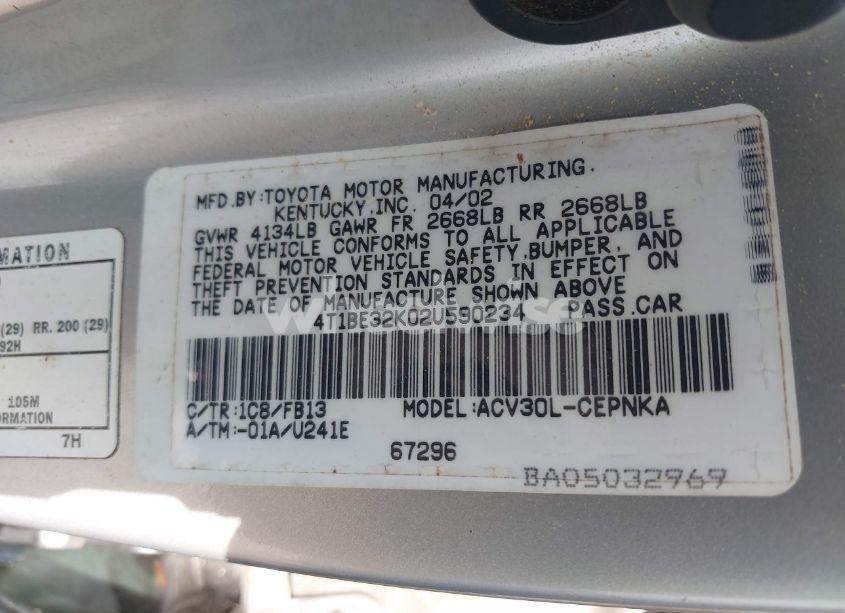 MFD.BY:TOYOTA MOTOR MANUFACTURING,
KENTUCKY,INC. 04/02
GVWR 4134LB GAWR FR 2668LB RR 2668LB
THIS VEHICLE CONFORMS TO ALL APPLICABLE
FEDERAL MOTOR VEHICLE SAFETY,BUMPER, AND
THEFT PREVENTION STANDARDS IN EFFECT ON
THE DATE OF MANUFACTURE SHOWN ABOVE
4T1BE32K02U590234 PASS.CAR
C/TR:1C8/FB13 MODEL:ACV30L-CEPNKA
A/TM:-01A/U241E
67296
BA05032969
MATION
(29) RR. 200 (29)
92H
105M
FORMATION
7H